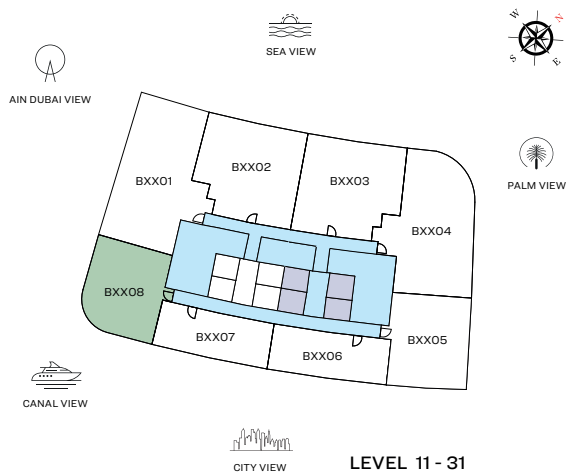 W
N
S
E
SEA VIEW
AIN DUBAI VIEW
BXX01
BXX02
BXX03
BXX04
PALM VIEW
BXX08
BXX07
BXX06
BXX05
CANAL VIEW
CITY VIEW
LEVEL 11 - 31